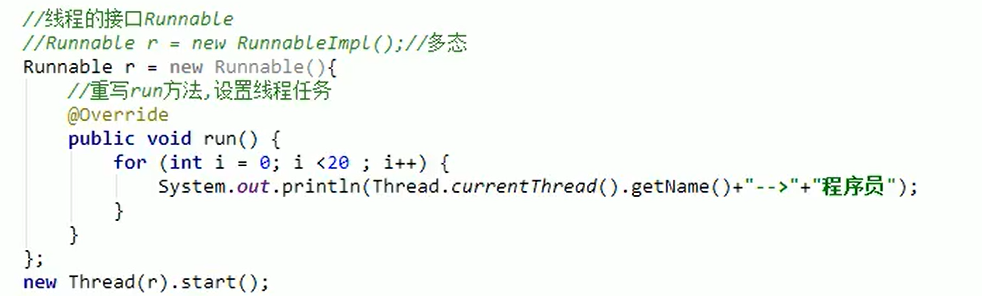 //线程的接口Runnable
//Runnable r = new RunnableImpl();//多态
Runnable r = new Runnable(){
    //重写run方法,设置线程任务
    @Override
    public void run() {
        for (int i = 0; i <20 ; i++) {
            System.out.println(Thread.currentThread().getName()+"-->"+"程序员");
        }
    }
};
new Thread(r).start();